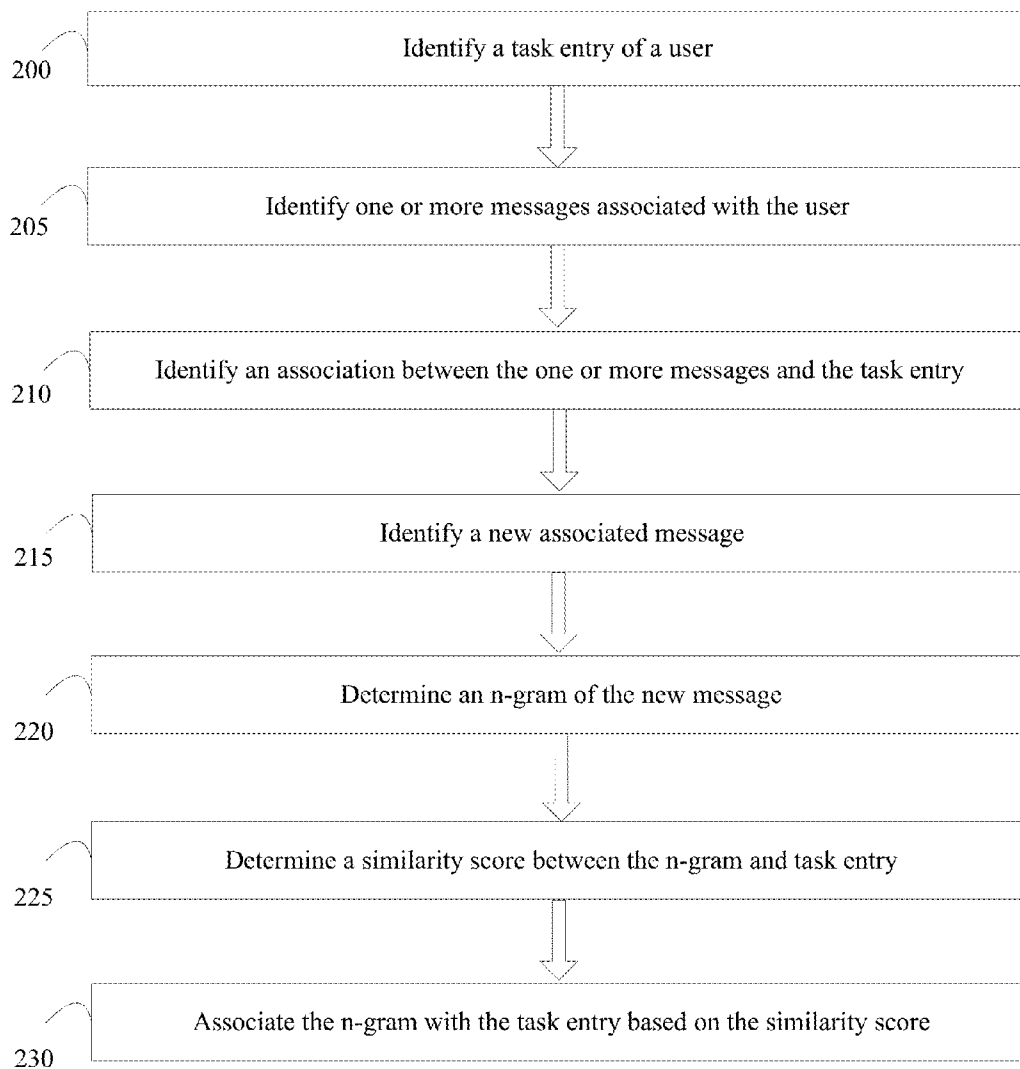 Identify a task entry of a user
200
Identify one or more messages associated with the user
205
Identify an association between the one or more messages and the task entry
210
Identify a new associated message
215
Determine an n-gram of the new message
220
Determine a similarity score between the n-gram and task entry
225
Associate the n-gram with the task entry based on the similarity score
230